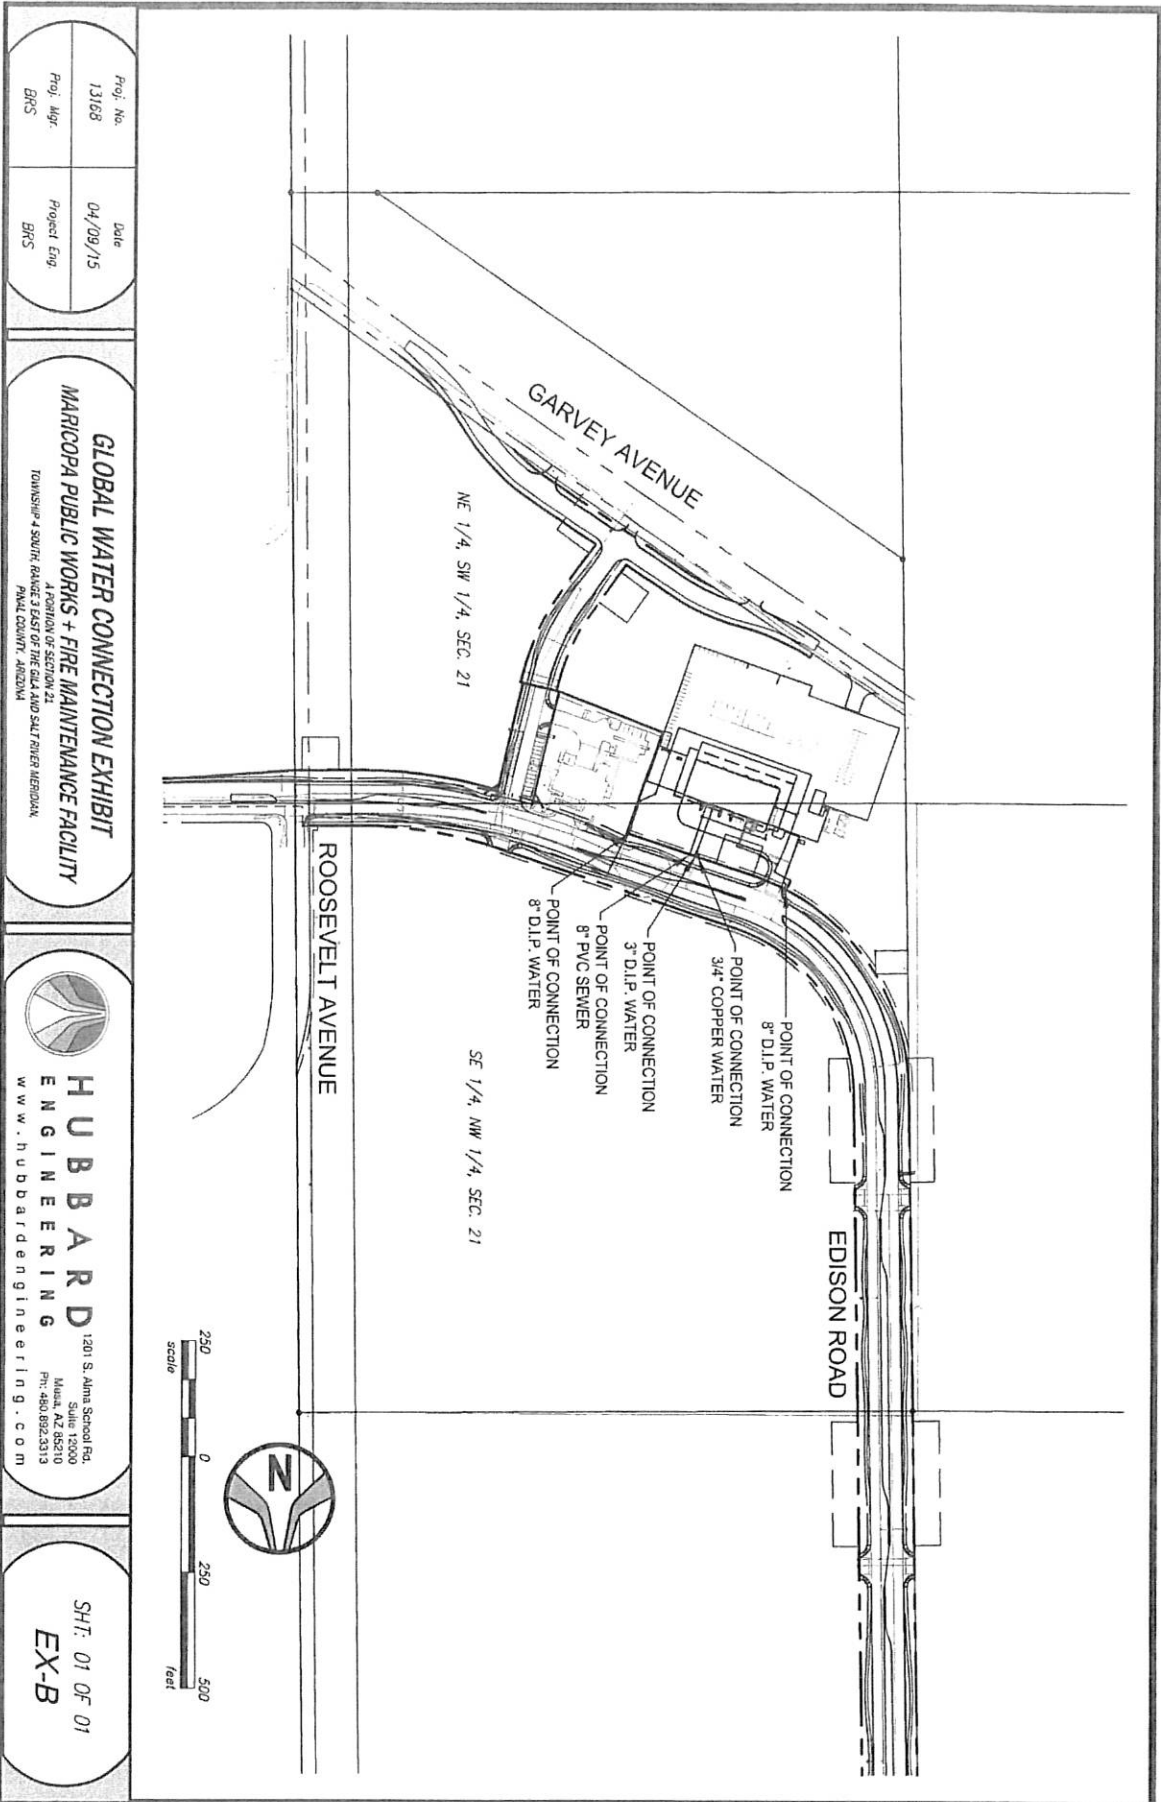 GARVEY AVENUE
NE 1/4, SW 1/4, SEC. 21
ROOSEVELT AVENUE
POINT OF CONNECTION
8" D.I.P. WATER
POINT OF CONNECTION
3/4" COPPER WATER
POINT OF CONNECTION
3" D.I.P. WATER
POINT OF CONNECTION
8" PVC SEWER
POINT OF CONNECTION
8" D.I.P. WATER
SE 1/4, NW 1/4, SEC. 21
EDISON ROAD
N
250 0 250 500
scale feet
Proj. No. Date
13168 04/09/15
Proj. Mgr. Project Eng.
BRS BRS
GLOBAL WATER CONNECTION EXHIBIT
MARICOPA PUBLIC WORKS + FIRE MAINTENANCE FACILITY
A PORTION OF SECTION 21
TOWNSHIP 4 SOUTH, RANGE 3 EAST OF THE GILA AND SALT RIVER MERIDIAN,
PINAL COUNTY, ARIZONA
HUBBARD
ENGINEERING
www.hubbardengineering.com
1201 S. Alma School Rd.
Suite 12000
Mesa, AZ 85210
Ph: 480.892.3313
SHT: 01 OF 01
EX-B